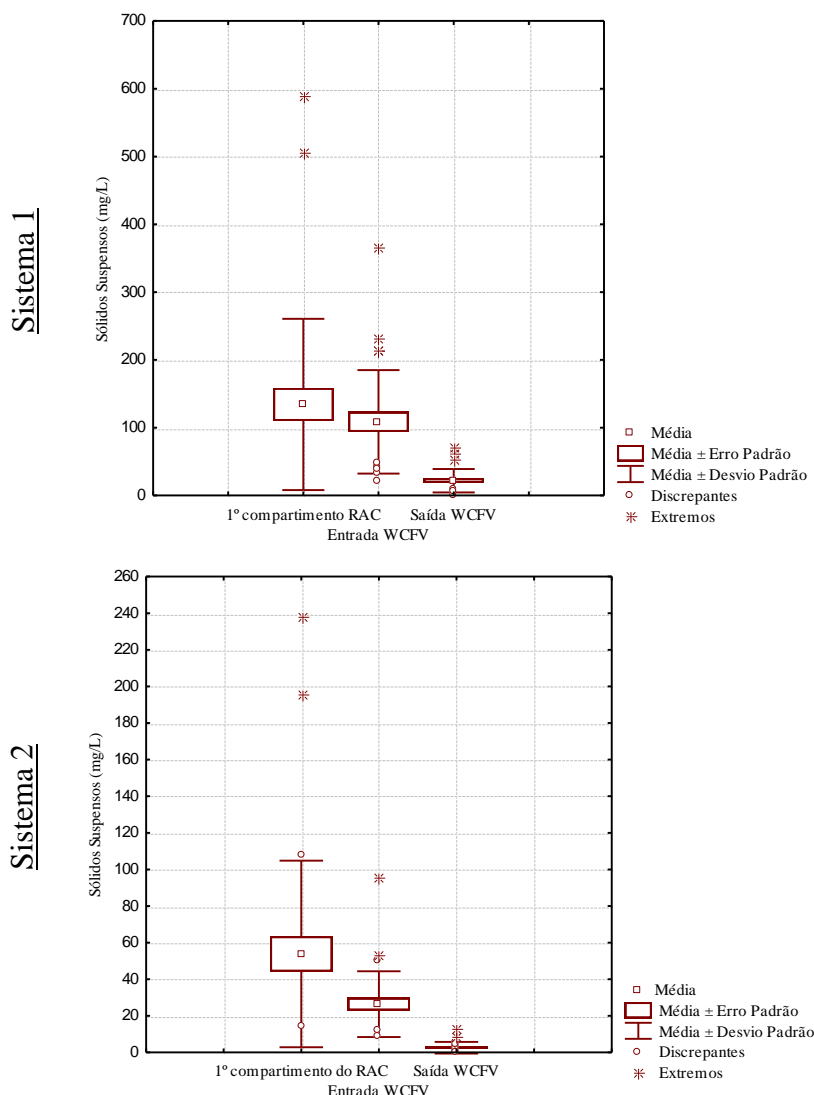 Sistema 1
Sólidos Suspensos (mg/L)
700
600
500
400
300
200
100
0
1º compartimento RAC
Saída WCFV
Entrada WCFV
Média
Média ± Erro Padrão
Média ± Desvio Padrão
Discrepantes
Extremos
Sistema 2
Sólidos Suspensos (mg/L)
260
240
220
200
180
160
140
120
100
80
60
40
20
0
1º compartimento do RAC
Saída WCFV
Entrada WCFV
Média
Média ± Erro Padrão
Média ± Desvio Padrão
Discrepantes
Extremos